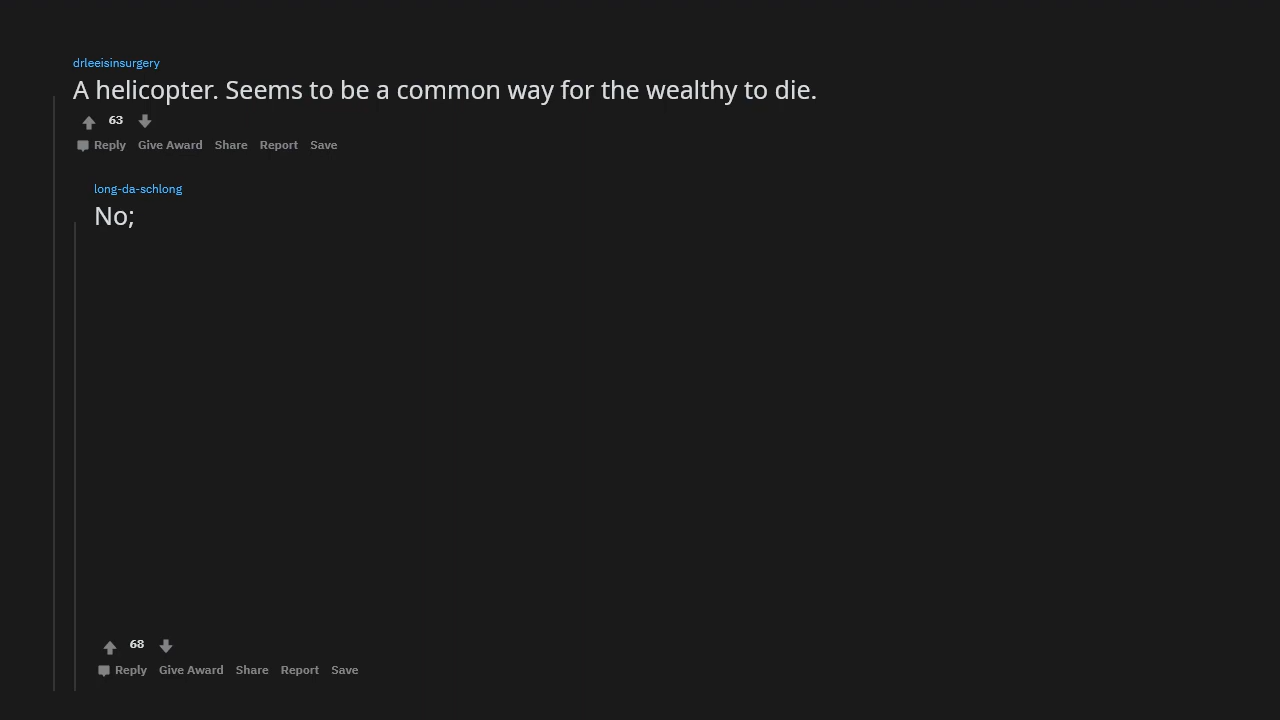 drleeisinsurgery
A helicopter. Seems to be a common way for the wealthy to die.
63
Reply Give Award Share Report Save
long-da-schlong
No;
68
Reply Give Award Share Report Save